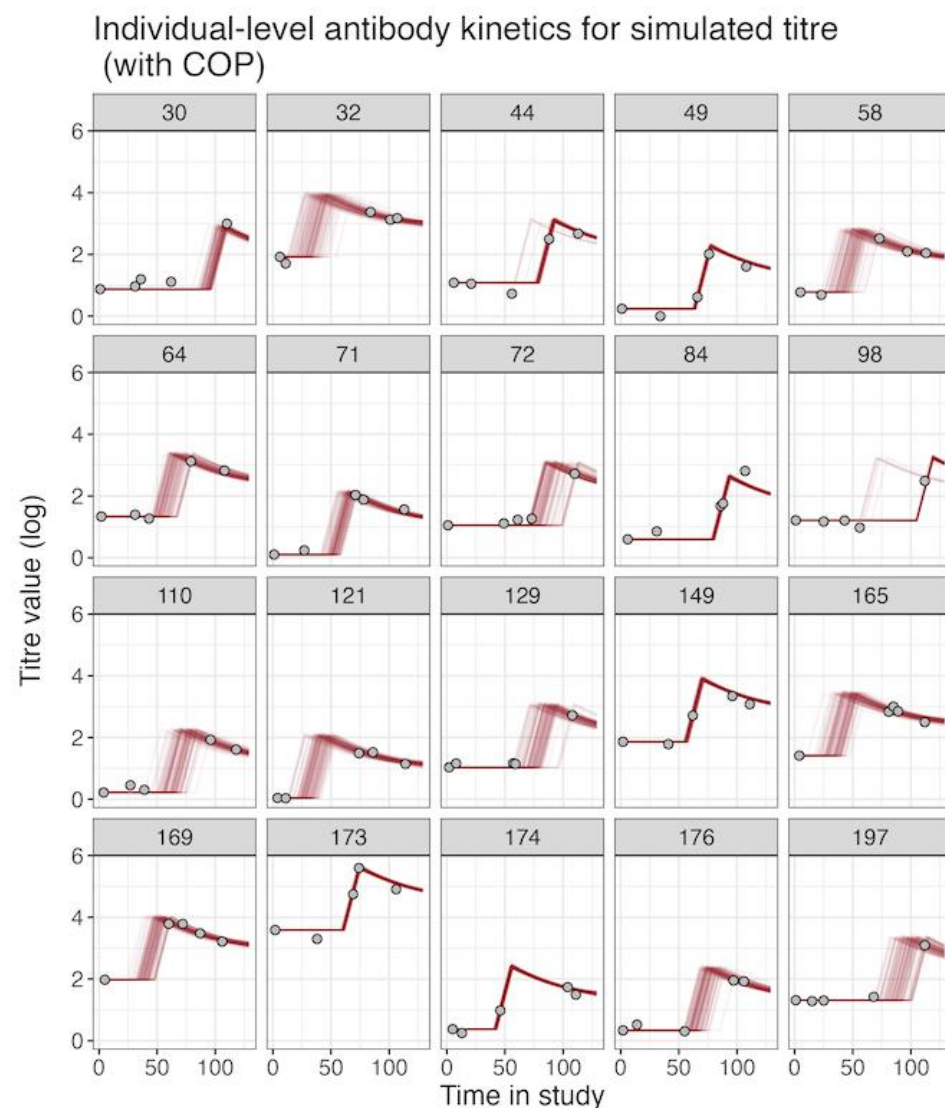 Individual-level antibody kinetics for simulated titre
(with COP)
30 32 44 49 58
6
4
2
0
64 71 72 84 98
6
4
2
0
110 121 129 149 165
6
4
2
0
169 173 174 176 197
6
4
2
0
0 50 100 0 50 100 0 50 100 0 50 100 0 50 100
Titre value (log)
Time in study